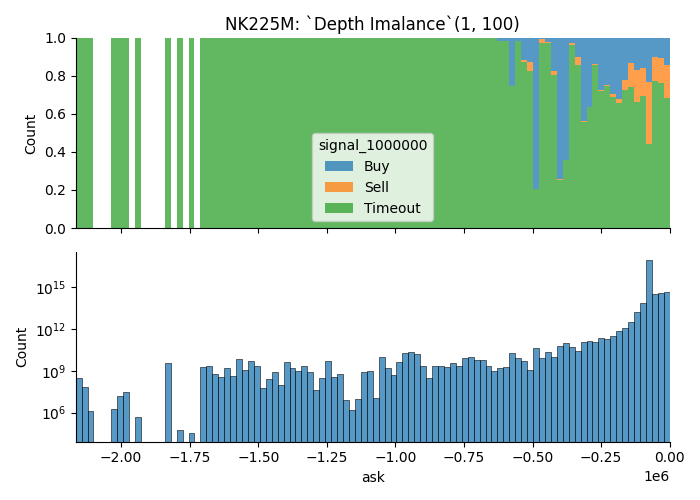 NK225M: `Depth Imalance`(1, 100)
1.0
0.8
0.6
0.4
0.2
0.0
Count
signal_1000000
Buy
Sell
Timeout
10^15
10^12
10^9
10^6
Count
−2.00 −1.75 −1.50 −1.25 −1.00 −0.75 −0.50 −0.25 0.00
ask
1e6